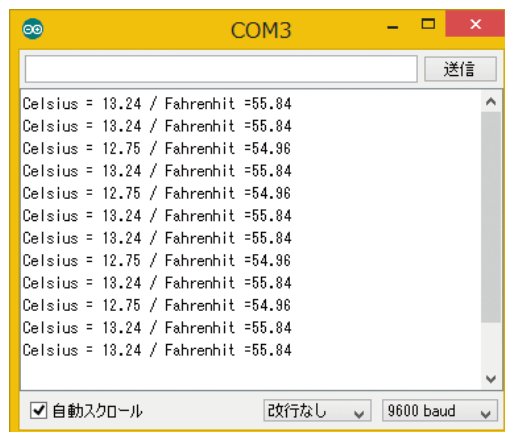 COM3
送信
Celsius = 13.24 / Fahrenhit =55.84
Celsius = 13.24 / Fahrenhit =55.84
Celsius = 12.75 / Fahrenhit =54.96
Celsius = 13.24 / Fahrenhit =55.84
Celsius = 12.75 / Fahrenhit =54.96
Celsius = 13.24 / Fahrenhit =55.84
Celsius = 13.24 / Fahrenhit =55.84
Celsius = 12.75 / Fahrenhit =54.96
Celsius = 13.24 / Fahrenhit =55.84
Celsius = 12.75 / Fahrenhit =54.96
Celsius = 13.24 / Fahrenhit =55.84
Celsius = 13.24 / Fahrenhit =55.84
自動スクロール 改行なし 9600 baud